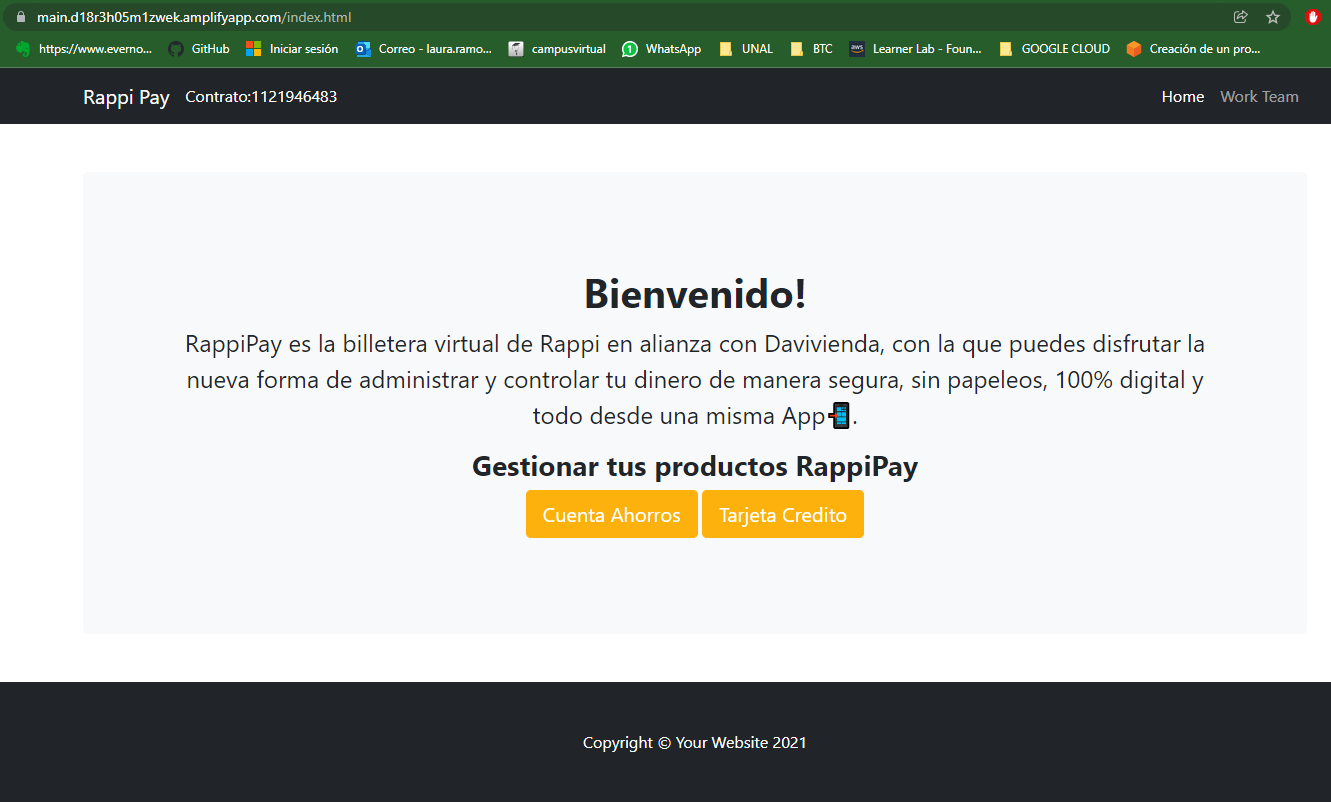 main.d18r3h05m1zwek.amplifyapp.com/index.html
https://www.everno... GitHub Iniciar sesión Correo - laura.ramo... campusvirtual 1 WhatsApp UNAL BTC aws Learner Lab - Foun... GOOGLE CLOUD Creación de un pro...
Rappi Pay Contrato:1121946483 Home Work Team
Bienvenido!
RappiPay es la billetera virtual de Rappi en alianza con Davivienda, con la que puedes disfrutar la
nueva forma de administrar y controlar tu dinero de manera segura, sin papeleos, 100% digital y
todo desde una misma App📲.
Gestionar tus productos RappiPay
Cuenta Ahorros Tarjeta Credito
Copyright © Your Website 2021